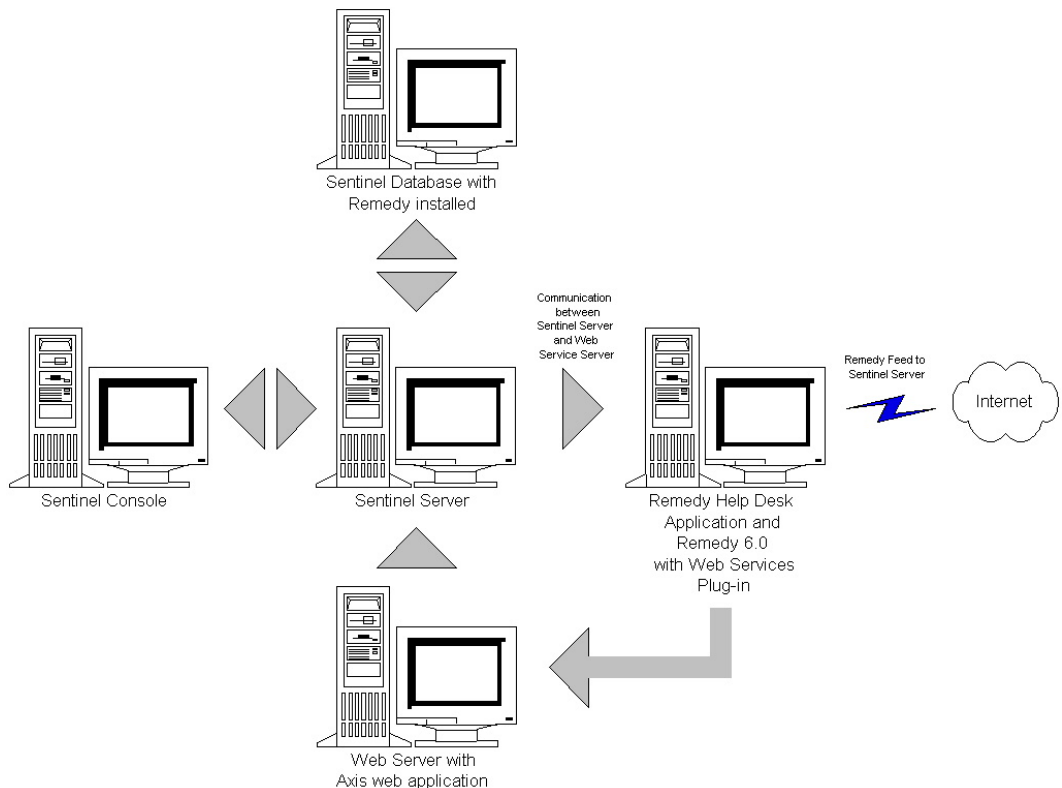 Sentinel Database with
Remedy installed
Communication
between
Sentinel Server
and Web
Service Server
Remedy Feed to
Sentinel Server
Internet
Sentinel Console
Sentinel Server
Remedy Help Desk
Application and
Remedy 6.0
with Web Services
Plug-in
Web Server with
Axis web application